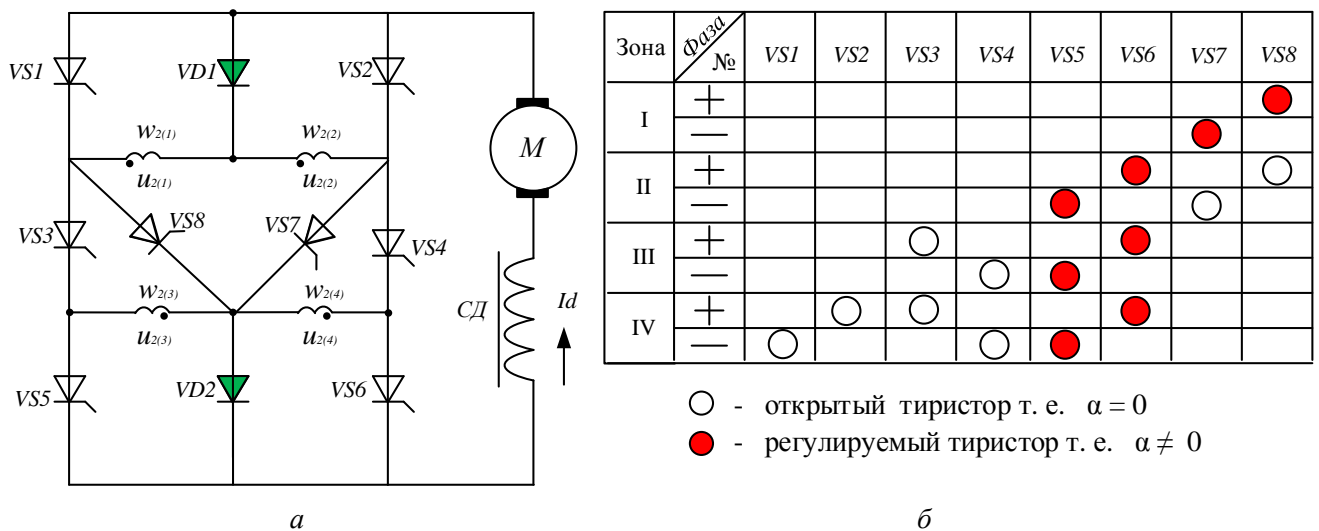 VS1
VD1
VS2
w2(1)
w2(2)
u2(1)
u2(2)
M
VS3
VS8
VS7
VS4
w2(3)
w2(4)
u2(3)
u2(4)
СД
Id
VS5
VD2
VS6
а
Зона Фаза № VS1 VS2 VS3 VS4 VS5 VS6 VS7 VS8
I +
—
II +
—
III +
—
IV +
—
- открытый тиристор т. е. α = 0
- регулируемый тиристор т. е. α ≠ 0
б